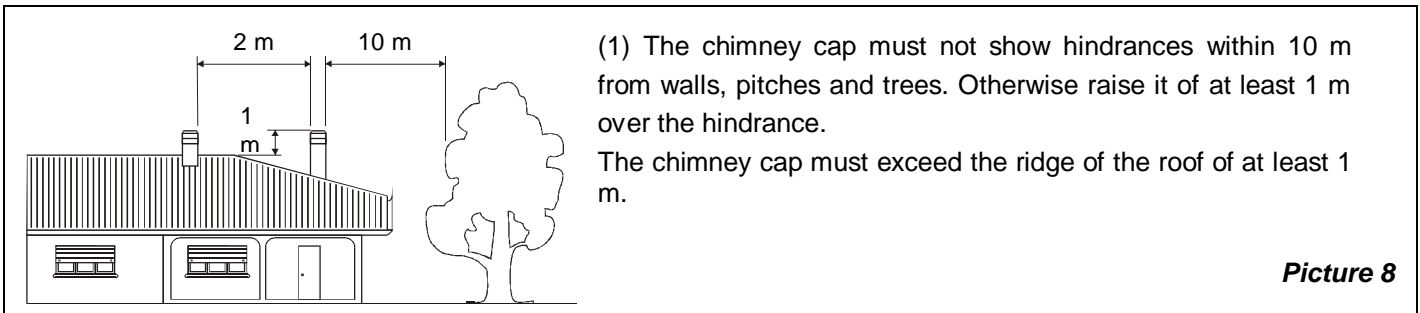 2 m
10 m
1
m
(1) The chimney cap must not show hindrances within 10 m
from walls, pitches and trees. Otherwise raise it of at least 1 m
over the hindrance.
The chimney cap must exceed the ridge of the roof of at least 1
m.
Picture 8